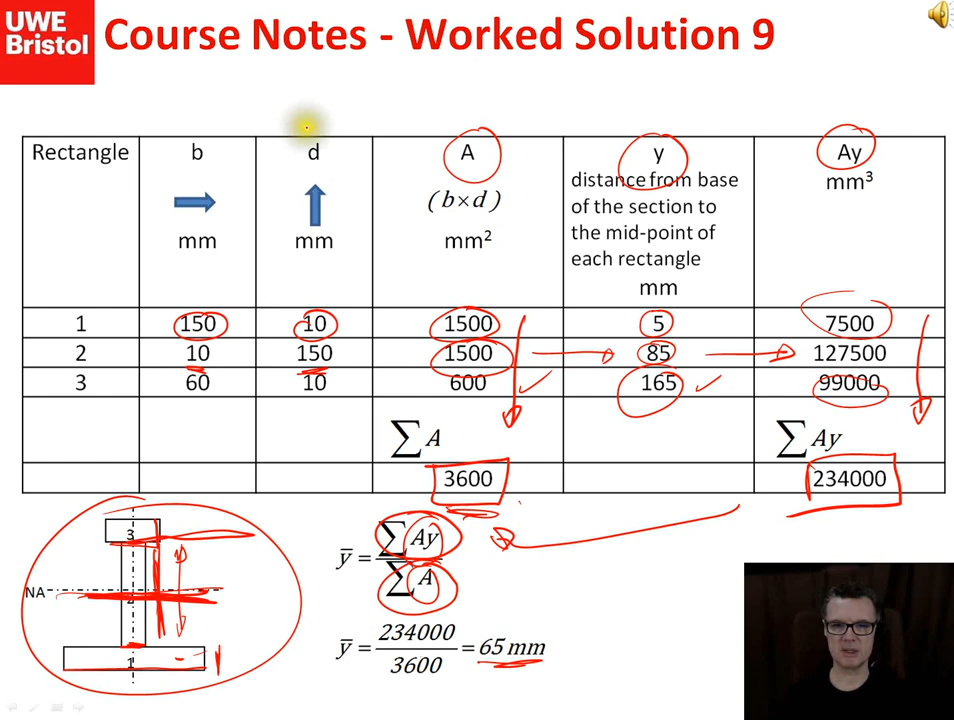 UWE
Bristol
Course Notes - Worked Solution 9
Rectangle b d A y Ay
distance from base
mm³
(b×d)
of the section to
the mid-point of
mm mm mm²
each rectangle
mm
1 150 10 1500 5 7500
2 10 150 1500 85 127500
3 60 10 600 165 99000
∑A ∑Ay
3600 234000
3
NA
2
1
y̅ = ∑Ay / ∑A
y̅ = 234000 / 3600 = 65 mm